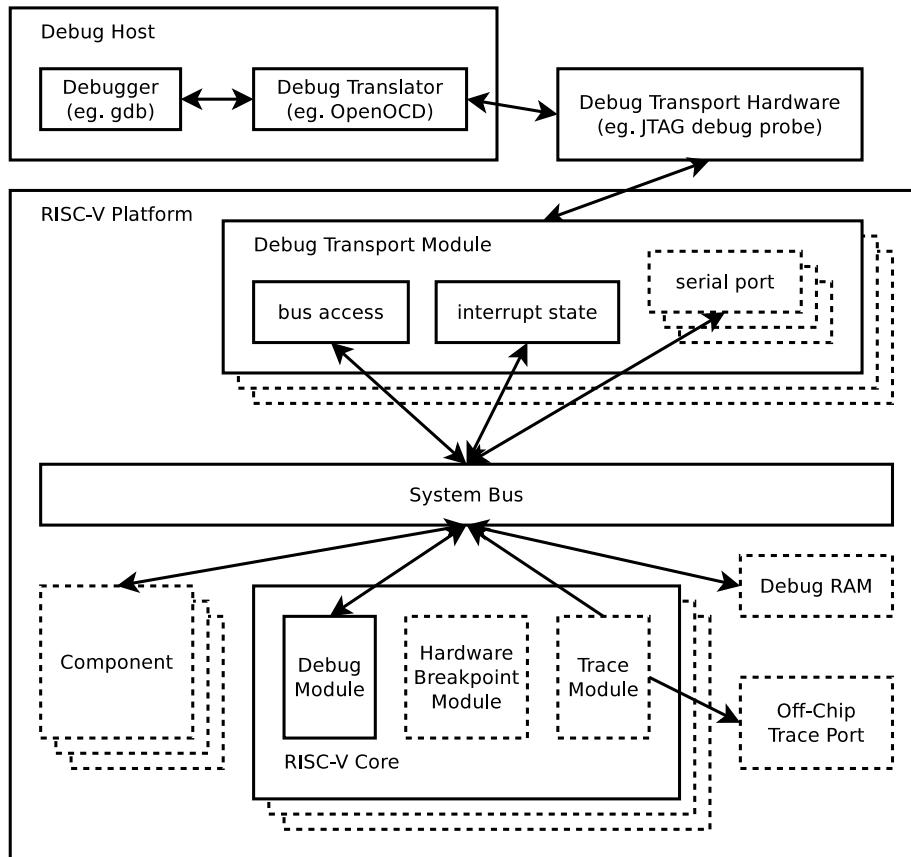 Debug Host
Debugger
(eg. gdb)
Debug Translator
(eg. OpenOCD)
Debug Transport Hardware
(eg. JTAG debug probe)
RISC-V Platform
Debug Transport Module
bus access
interrupt state
serial port
System Bus
Component
Debug
Module
Hardware
Breakpoint
Module
Trace
Module
RISC-V Core
Debug RAM
Off-Chip
Trace Port